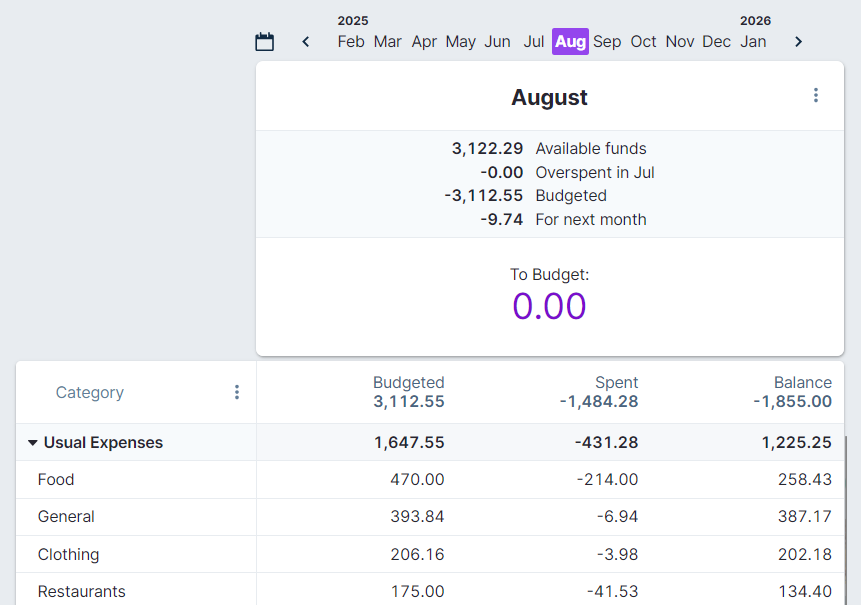 2025 2026
Feb Mar Apr May Jun Jul Aug Sep Oct Nov Dec Jan
August
3,122.29 Available funds
-0.00 Overspent in Jul
-3,112.55 Budgeted
-9.74 For next month
To Budget:
0.00
Category Budgeted Spent Balance
3,112.55 -1,484.28 -1,855.00
Usual Expenses 1,647.55 -431.28 1,225.25
Food 470.00 -214.00 258.43
General 393.84 -6.94 387.17
Clothing 206.16 -3.98 202.18
Restaurants 175.00 -41.53 134.40